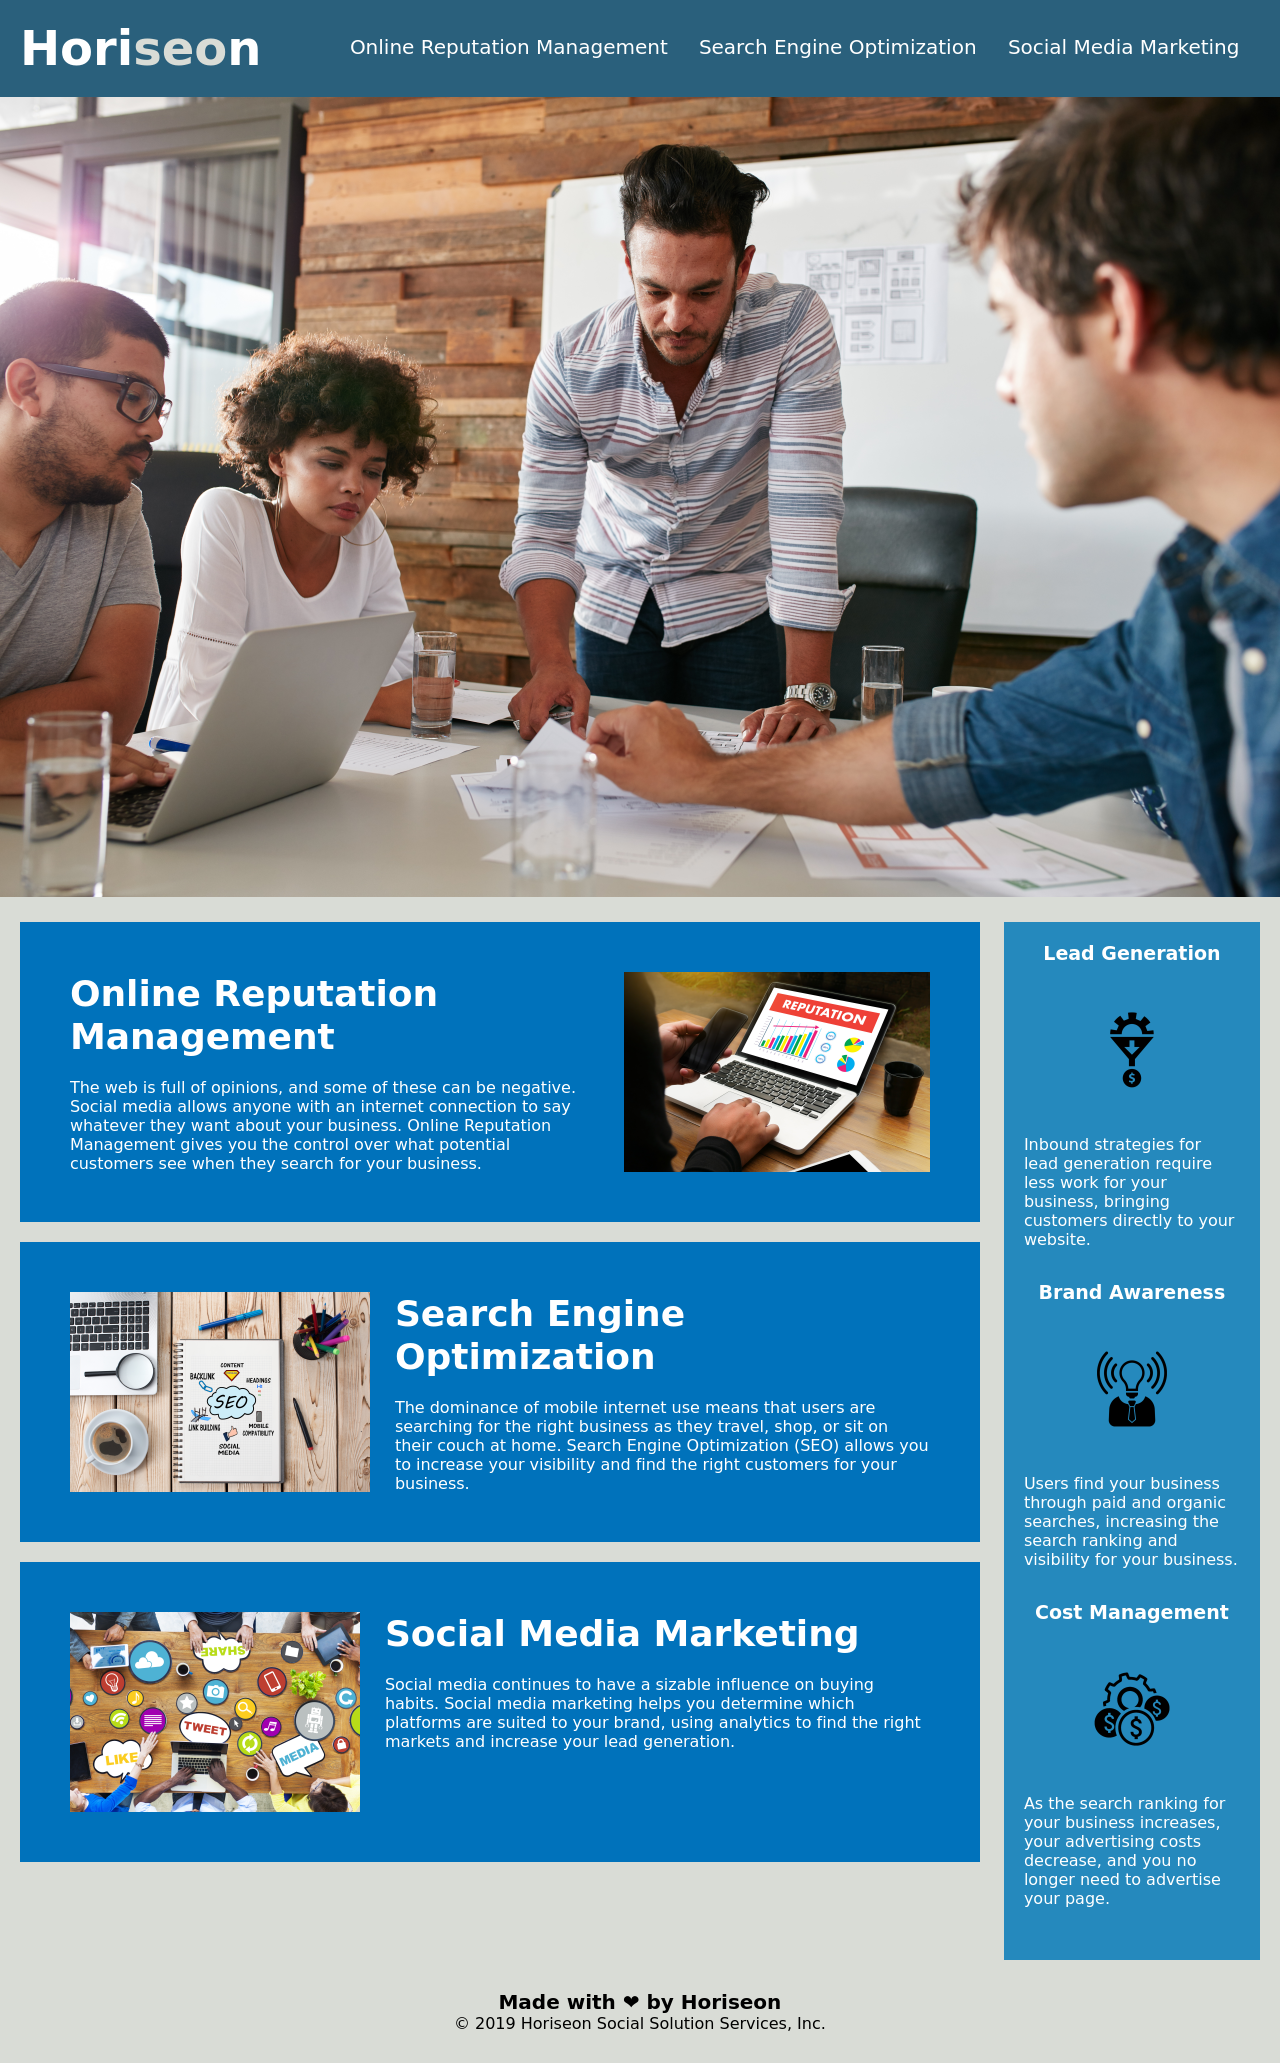 Horiseon
Online Reputation Management
Search Engine Optimization
Social Media Marketing
Online Reputation
Management
The web is full of opinions, and some of these can be negative.
Social media allows anyone with an internet connection to say
whatever they want about your business. Online Reputation
Management gives you the control over what potential
customers see when they search for your business.
REPUTATION
CONTENT
BACKLINK
HEADINGS
SEO
LINK BUILDING
MOBILE
COMPATIBILITY
SOCIAL
MEDIA
Search Engine
Optimization
The dominance of mobile internet use means that users are
searching for the right business as they travel, shop, or sit on
their couch at home. Search Engine Optimization (SEO) allows you
to increase your visibility and find the right customers for your
business.
SHARE
TWEET
LIKE
MEDIA
Social Media Marketing
Social media continues to have a sizable influence on buying
habits. Social media marketing helps you determine which
platforms are suited to your brand, using analytics to find the right
markets and increase your lead generation.
Lead Generation
$
Inbound strategies for
lead generation require
less work for your
business, bringing
customers directly to your
website.
Brand Awareness
Users find your business
through paid and organic
searches, increasing the
search ranking and
visibility for your business.
Cost Management
$ $ $
As the search ranking for
your business increases,
your advertising costs
decrease, and you no
longer need to advertise
your page.
Made with ❤ by Horiseon
© 2019 Horiseon Social Solution Services, Inc.